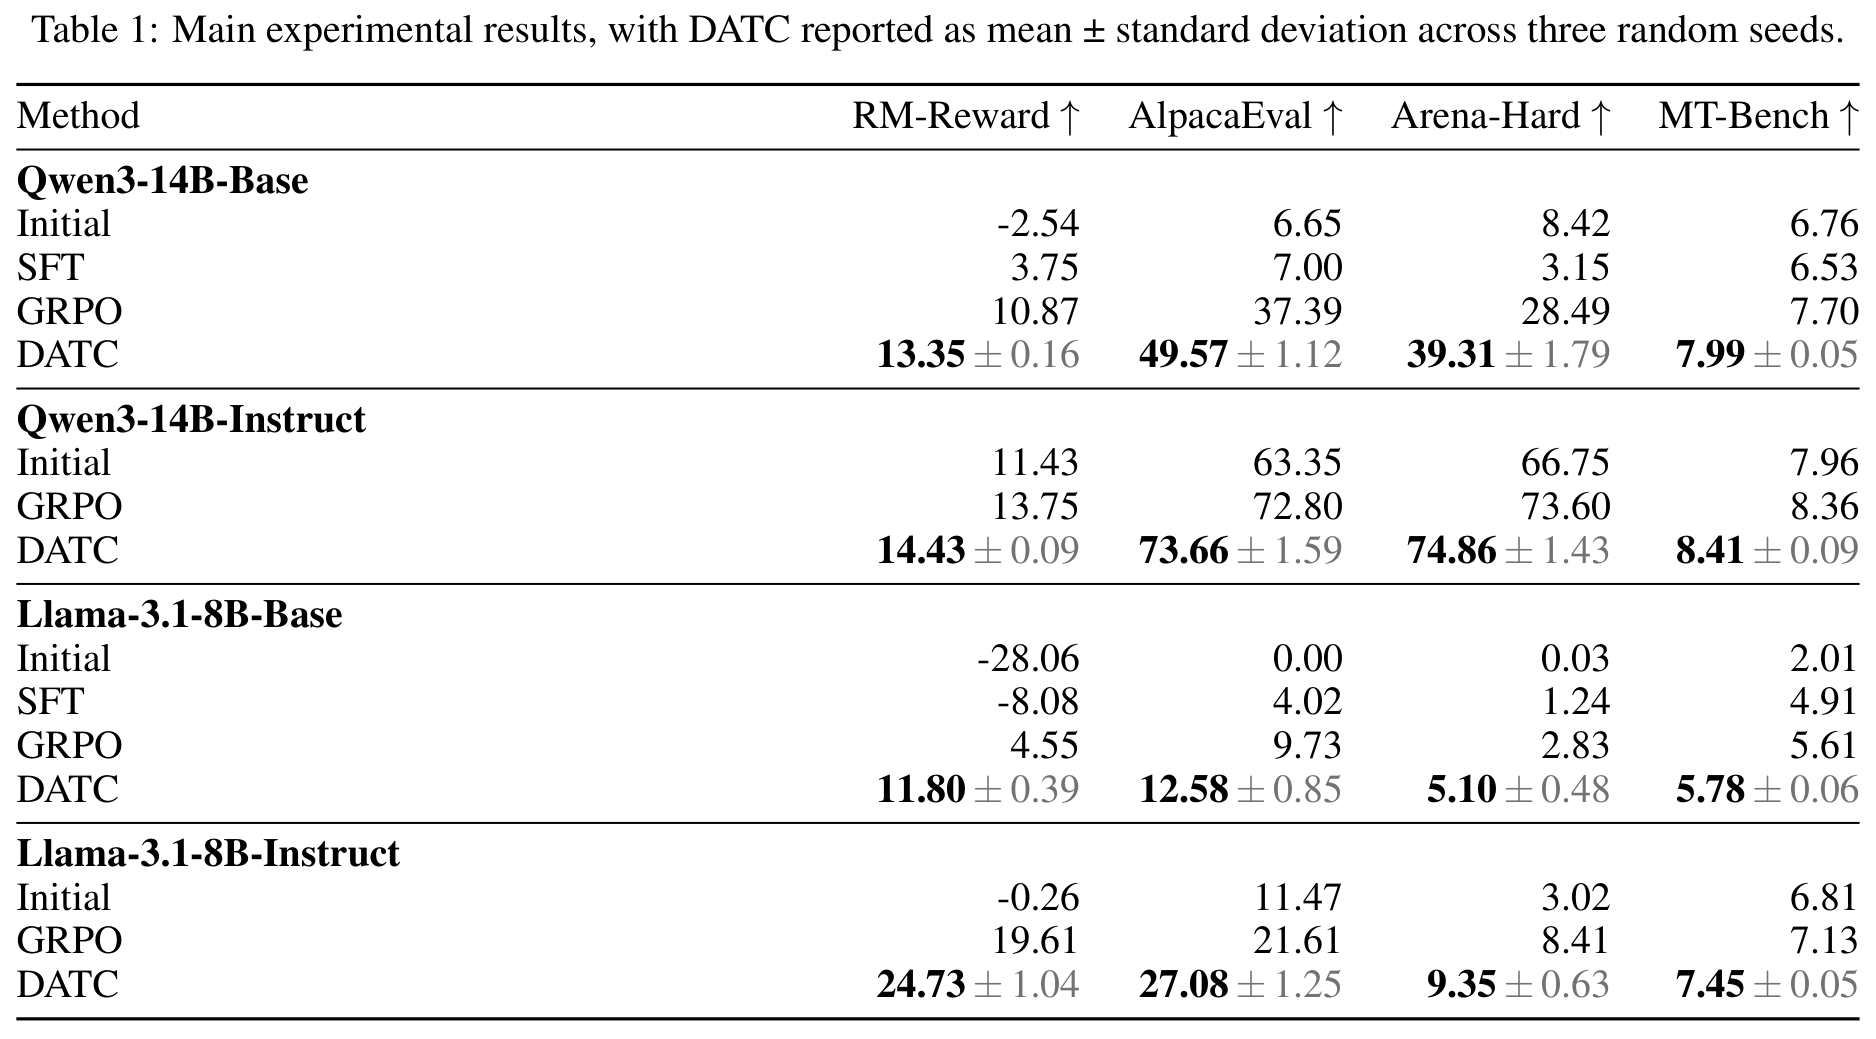 Table 1: Main experimental results, with DATC reported as mean ± standard deviation across three random seeds.
Method RM-Reward ↑ AlpacaEval ↑ Arena-Hard ↑ MT-Bench ↑
Qwen3-14B-Base
Initial -2.54 6.65 8.42 6.76
SFT 3.75 7.00 3.15 6.53
GRPO 10.87 37.39 28.49 7.70
DATC 13.35 ± 0.16 49.57 ± 1.12 39.31 ± 1.79 7.99 ± 0.05
Qwen3-14B-Instruct
Initial 11.43 63.35 66.75 7.96
GRPO 13.75 72.80 73.60 8.36
DATC 14.43 ± 0.09 73.66 ± 1.59 74.86 ± 1.43 8.41 ± 0.09
Llama-3.1-8B-Base
Initial -28.06 0.00 0.03 2.01
SFT -8.08 4.02 1.24 4.91
GRPO 4.55 9.73 2.83 5.61
DATC 11.80 ± 0.39 12.58 ± 0.85 5.10 ± 0.48 5.78 ± 0.06
Llama-3.1-8B-Instruct
Initial -0.26 11.47 3.02 6.81
GRPO 19.61 21.61 8.41 7.13
DATC 24.73 ± 1.04 27.08 ± 1.25 9.35 ± 0.63 7.45 ± 0.05